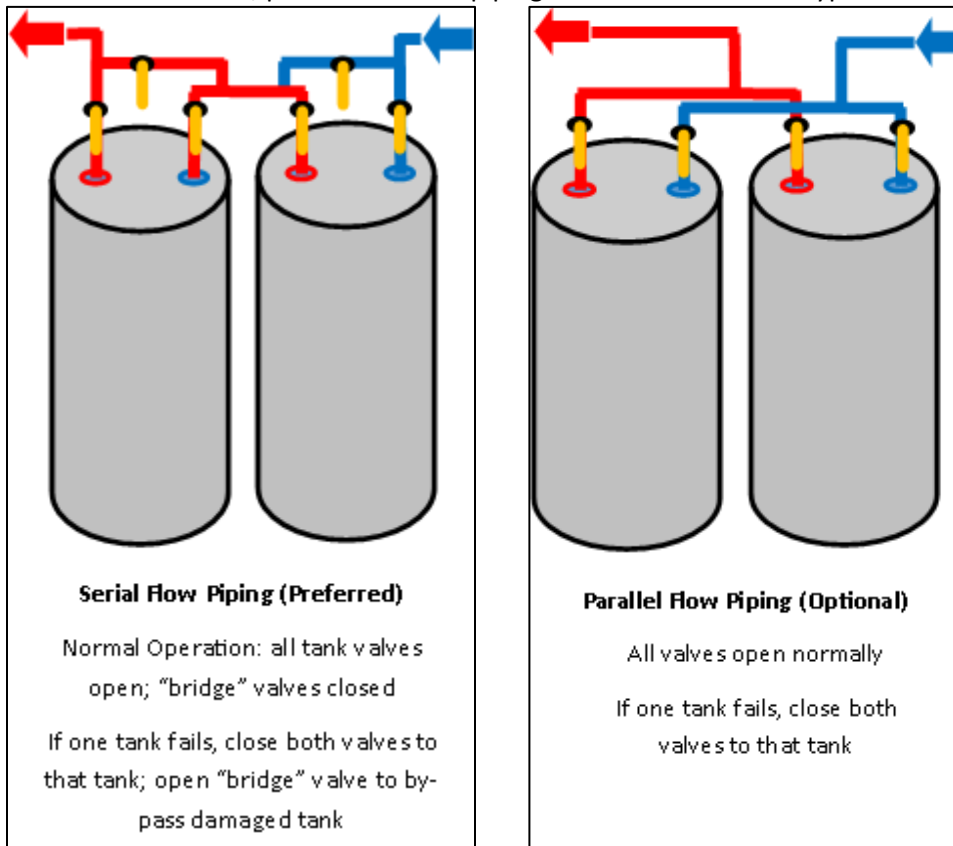 Serial Flow Piping (Preferred)
Normal Operation: all tank valves
open; “bridge” valves closed
If one tank fails, close both valves to
that tank; open “bridge” valve to by-
pass damaged tank
Parallel Flow Piping (Optional)
All valves open normally
If one tank fails, close both
valves to that tank